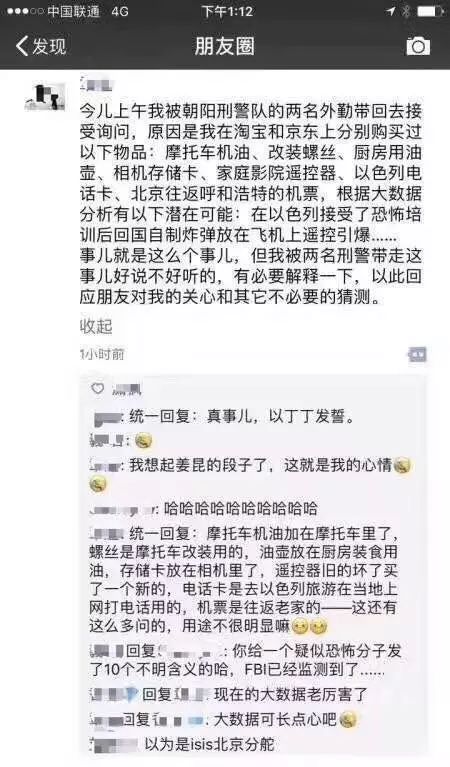 中国联通 4G 下午1:12
发现 朋友圈
今儿上午我被朝阳刑警队的两名外勤带回去接
受询问，原因是我在淘宝和京东上分别购买过
以下物品：摩托车机油、改装螺丝、厨房用油
壶、相机存储卡、家庭影院遥控器、以色列电
话卡、北京往返呼和浩特的机票，根据大数据
分析有以下潜在可能：在以色列接受了恐怖培
训后回国自制炸弹放在飞机上遥控引爆......
事儿就是这么个事儿，但我被两名刑警带走这
事儿好说不好听的，有必要解释一下，以此回
应朋友对我的关心和其它不必要的猜测。
收起
1小时前
: 统一回复：真事儿，以丁丁发誓。
: 我想起姜昆的段子了，这就是我的心情
: 哈哈哈哈哈哈哈哈哈哈
: 统一回复：摩托车机油加在摩托车里了，
螺丝是摩托车改装用的，油壶放在厨房装食用
油，存储卡放在相机里了，遥控器旧的坏了买
了一个新的，电话卡是去以色列旅游在当地上
网打电话用的，机票是往返老家的——这还有
这么多问的，用途不很明显嘛
回复 : 你给一个疑似恐怖分子发
了10个不明含义的哈，FBI已经监测到了......
回复 : 现在的大数据老厉害了
回复 : 大数据可长点心吧
: 以为是isis北京分舵